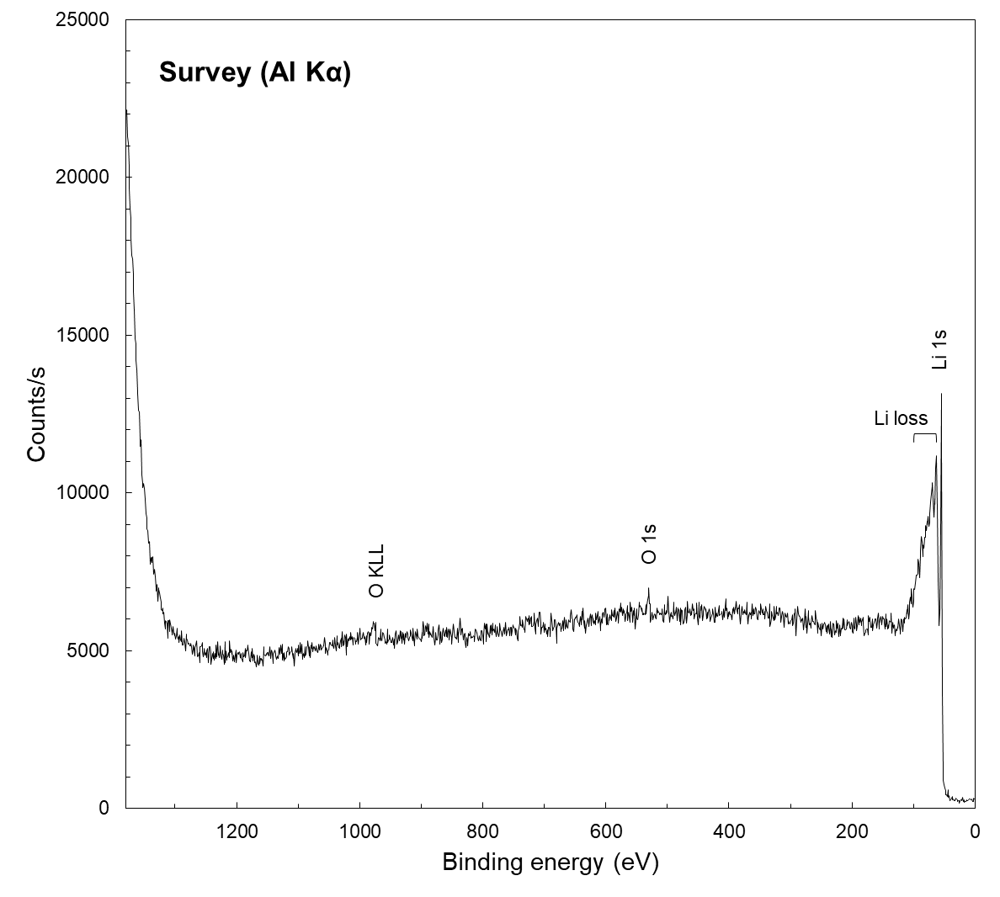 25000
Survey (Al Kα)
20000
15000
Li 1s
Li loss
Counts/s
10000
O 1s
O KLL
5000
0
1200 1000 800 600 400 200 0
Binding energy (eV)